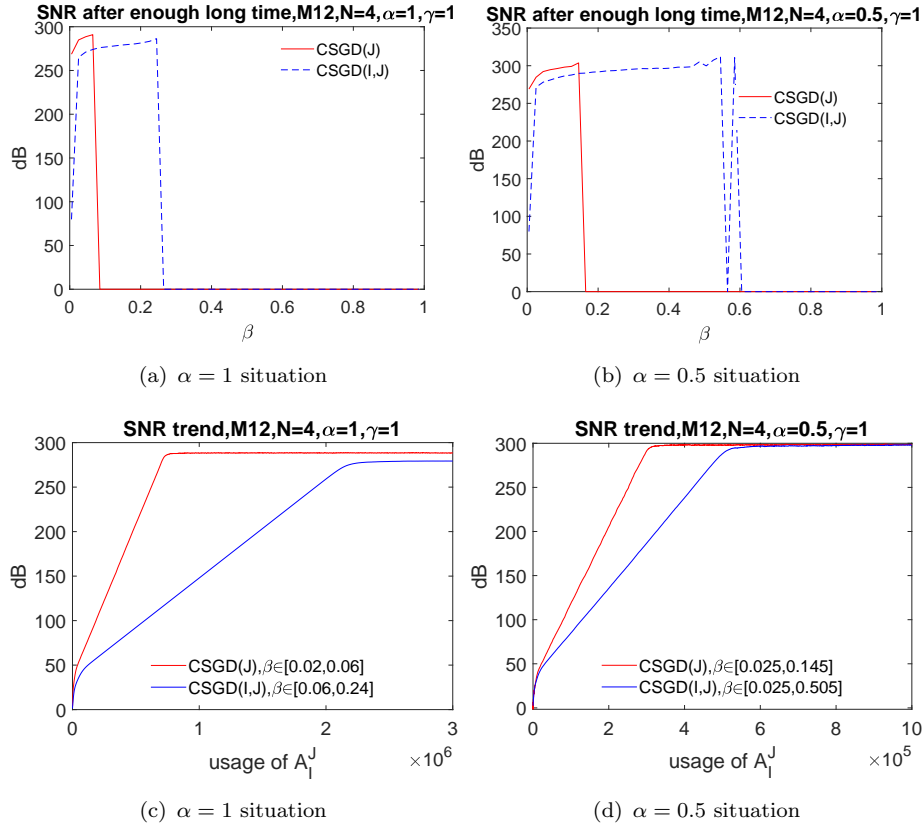 SNR after enough long time,M12,N=4,α=1,γ=1
300
250
200
150
100
50
0
dB
CSGD(J)
CSGD(I,J)
0 0.2 0.4 0.6 0.8 1
β
(a) α = 1 situation
SNR after enough long time,M12,N=4,α=0.5,γ=1
350
300
250
200
150
100
50
0
dB
CSGD(J)
CSGD(I,J)
0 0.2 0.4 0.6 0.8 1
β
(b) α = 0.5 situation
SNR trend,M12,N=4,α=1,γ=1
300
250
200
150
100
50
0
dB
CSGD(J),β∈[0.02,0.06]
CSGD(I,J),β∈[0.06,0.24]
0 1 2 3
usage of A_I^J
×10^6
(c) α = 1 situation
SNR trend,M12,N=4,α=0.5,γ=1
300
250
200
150
100
50
0
dB
CSGD(J),β∈[0.025,0.145]
CSGD(I,J),β∈[0.025,0.505]
0 2 4 6 8 10
usage of A_I^J
×10^5
(d) α = 0.5 situation